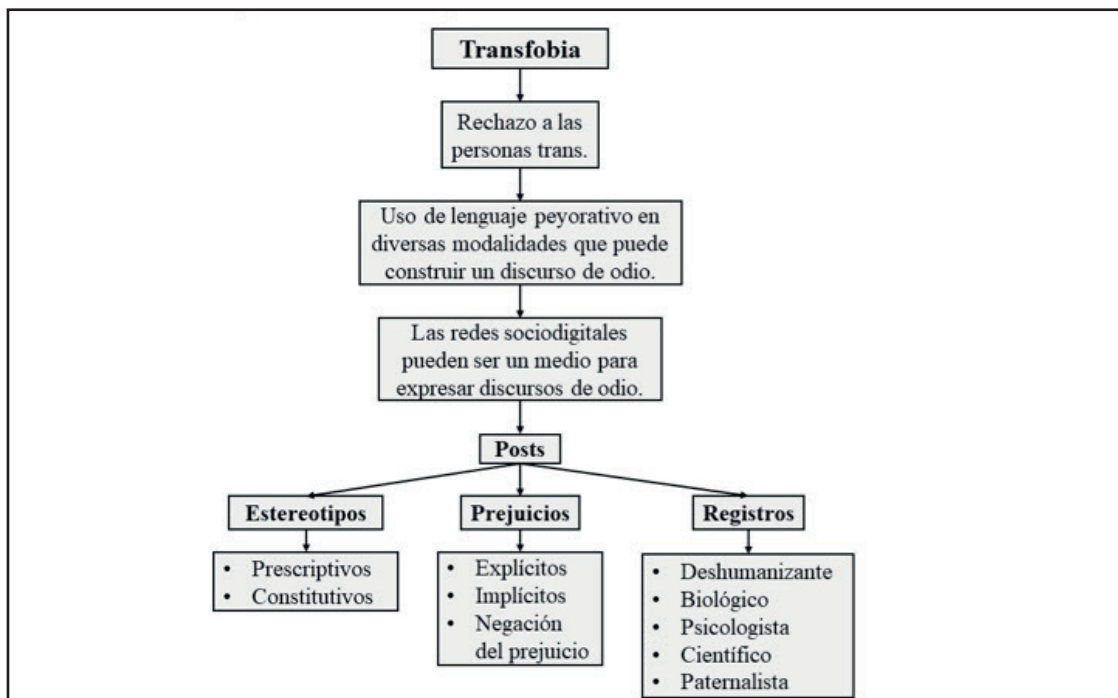 Transfobia
Rechazo a las
personas trans.
Uso de lenguaje peyorativo en
diversas modalidades que puede
construir un discurso de odio.
Las redes sociodigitales
pueden ser un medio para
expresar discursos de odio.
Posts
Estereotipos
• Prescriptivos
• Constitutivos
Prejuicios
• Explícitos
• Implícitos
• Negación
del prejuicio
Registros
• Deshumanizante
• Biológico
• Psicologista
• Científico
• Paternalista